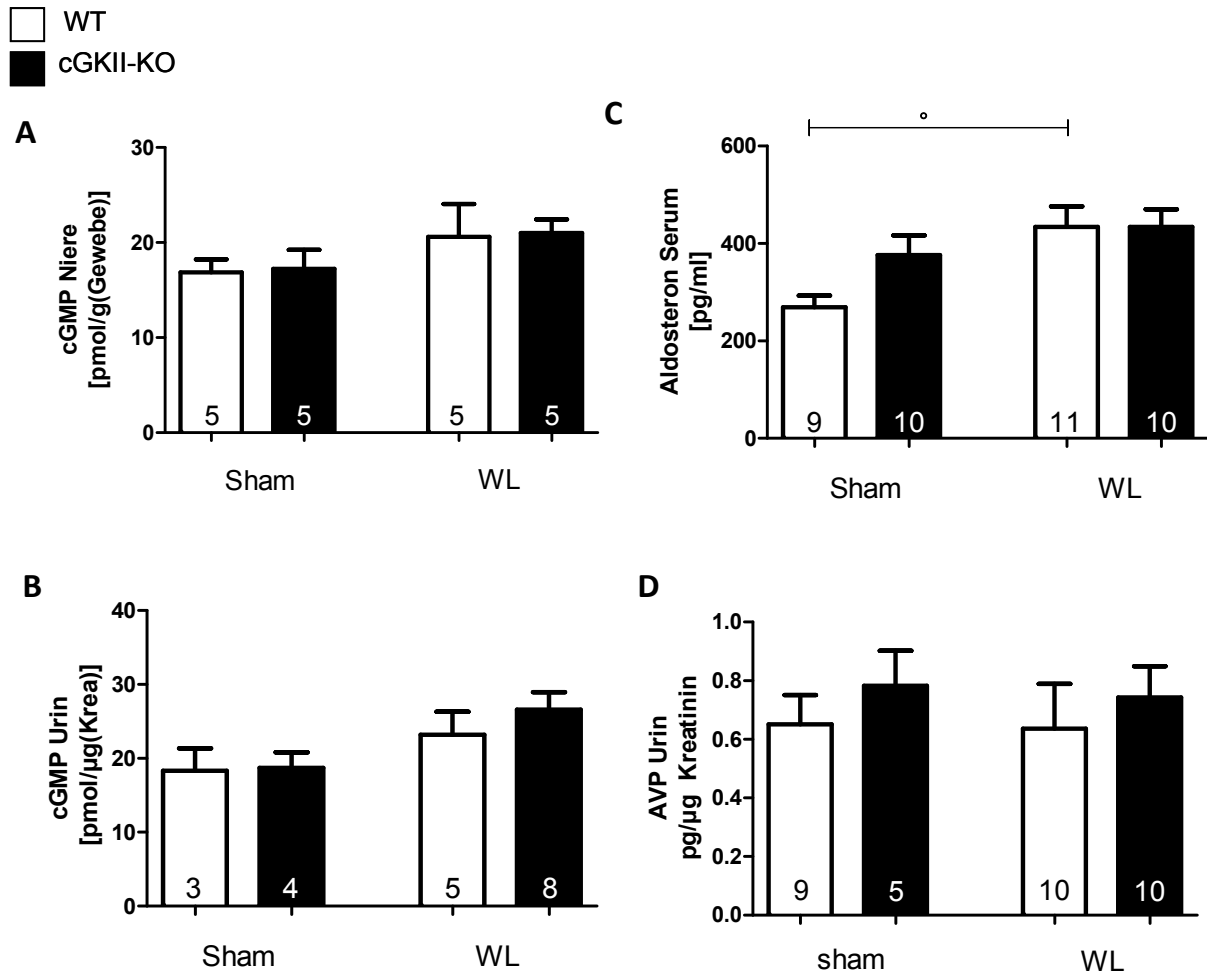 WT
cGKII-KO
A
cGMP Niere
[pmol/g(Gewebe)]
30
20
10
0
5
5
5
5
Sham
WL
C
°
Aldosteron Serum
[pg/ml]
600
400
200
0
9
10
11
10
Sham
WL
B
cGMP Urin
[pmol/µg(Krea)]
40
30
20
10
0
3
4
5
8
Sham
WL
D
AVP Urin
pg/µg Kreatinin
1.0
0.8
0.6
0.4
0.2
0.0
9
5
10
10
sham
WL